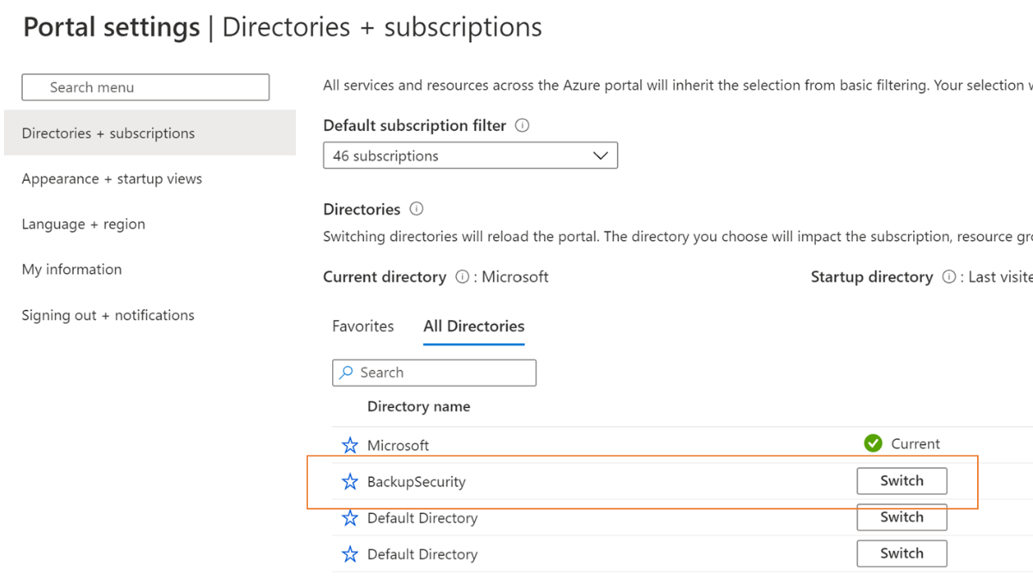 Portal settings | Directories + subscriptions
Search menu
Directories + subscriptions
Appearance + startup views
Language + region
My information
Signing out + notifications
All services and resources across the Azure portal will inherit the selection from basic filtering. Your selection
Default subscription filter
46 subscriptions
Directories
Switching directories will reload the portal. The directory you choose will impact the subscription, resource
Current directory : Microsoft
Startup directory : Last
All Directories
Favorites
Search
Directory name
Microsoft Current
BackupSecurity Switch
Default Directory Switch
Default Directory Switch